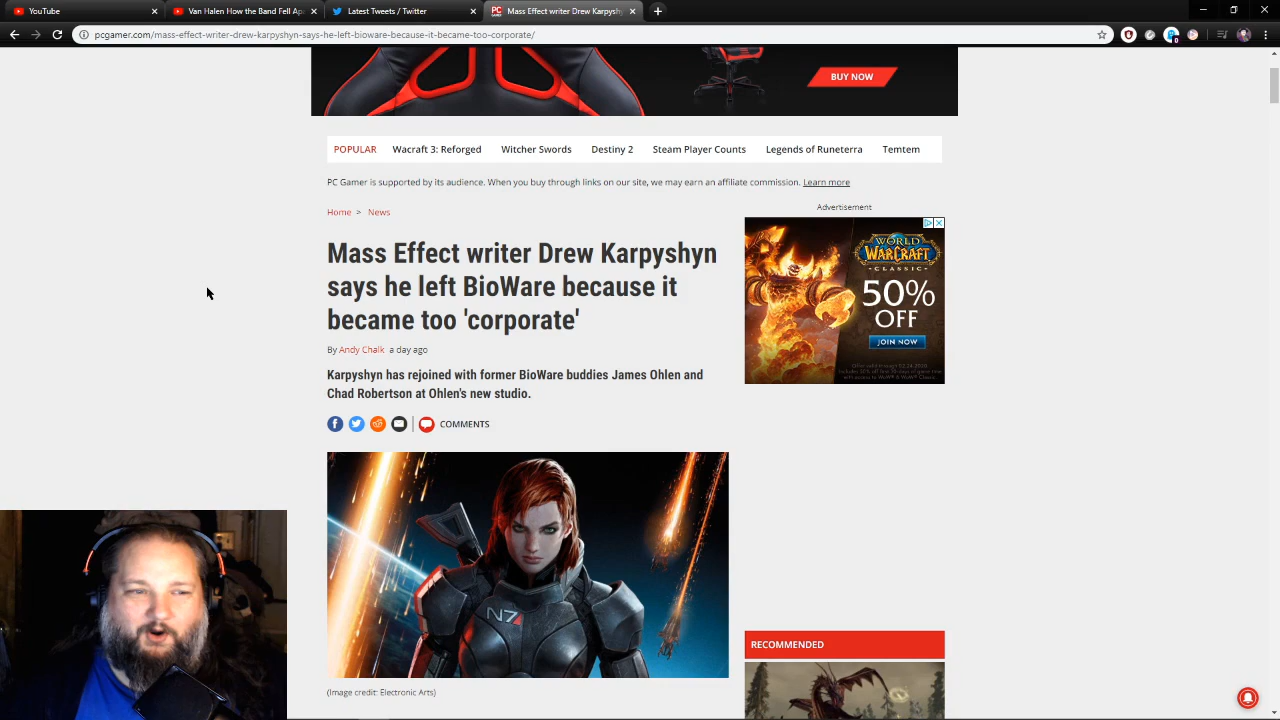 YouTube
Van Halen And The Band Fell Ap
Latest Tweets / Twitter
Mass Effect writer Drew Karpyshy
pcgamer.com/mass-effect-writer-drew-karpyshyn-says-he-left-bioware-because-it-became-too-corporate/
BUY NOW
POPULAR Wacraft 3: Reforged Witcher Swords Destiny 2 Steam Player Counts Legends of Runeterra Temtem
PC Gamer is supported by its audience. When you buy through links on our site, we may earn an affiliate commission. Learn more
Advertisement
Home > News
Mass Effect writer Drew Karpyshyn
says he left BioWare because it
became too 'corporate'
By Andy Chalk a day ago
Karpyshyn has rejoined with former BioWare buddies James Ohlen and
Chad Robertson at Ohlen's new studio.
COMMENTS
WORLD
WARCRAFT
CLASSIC
50%
OFF
JOIN NOW
N7
(Image credit: Electronic Arts)
RECOMMENDED